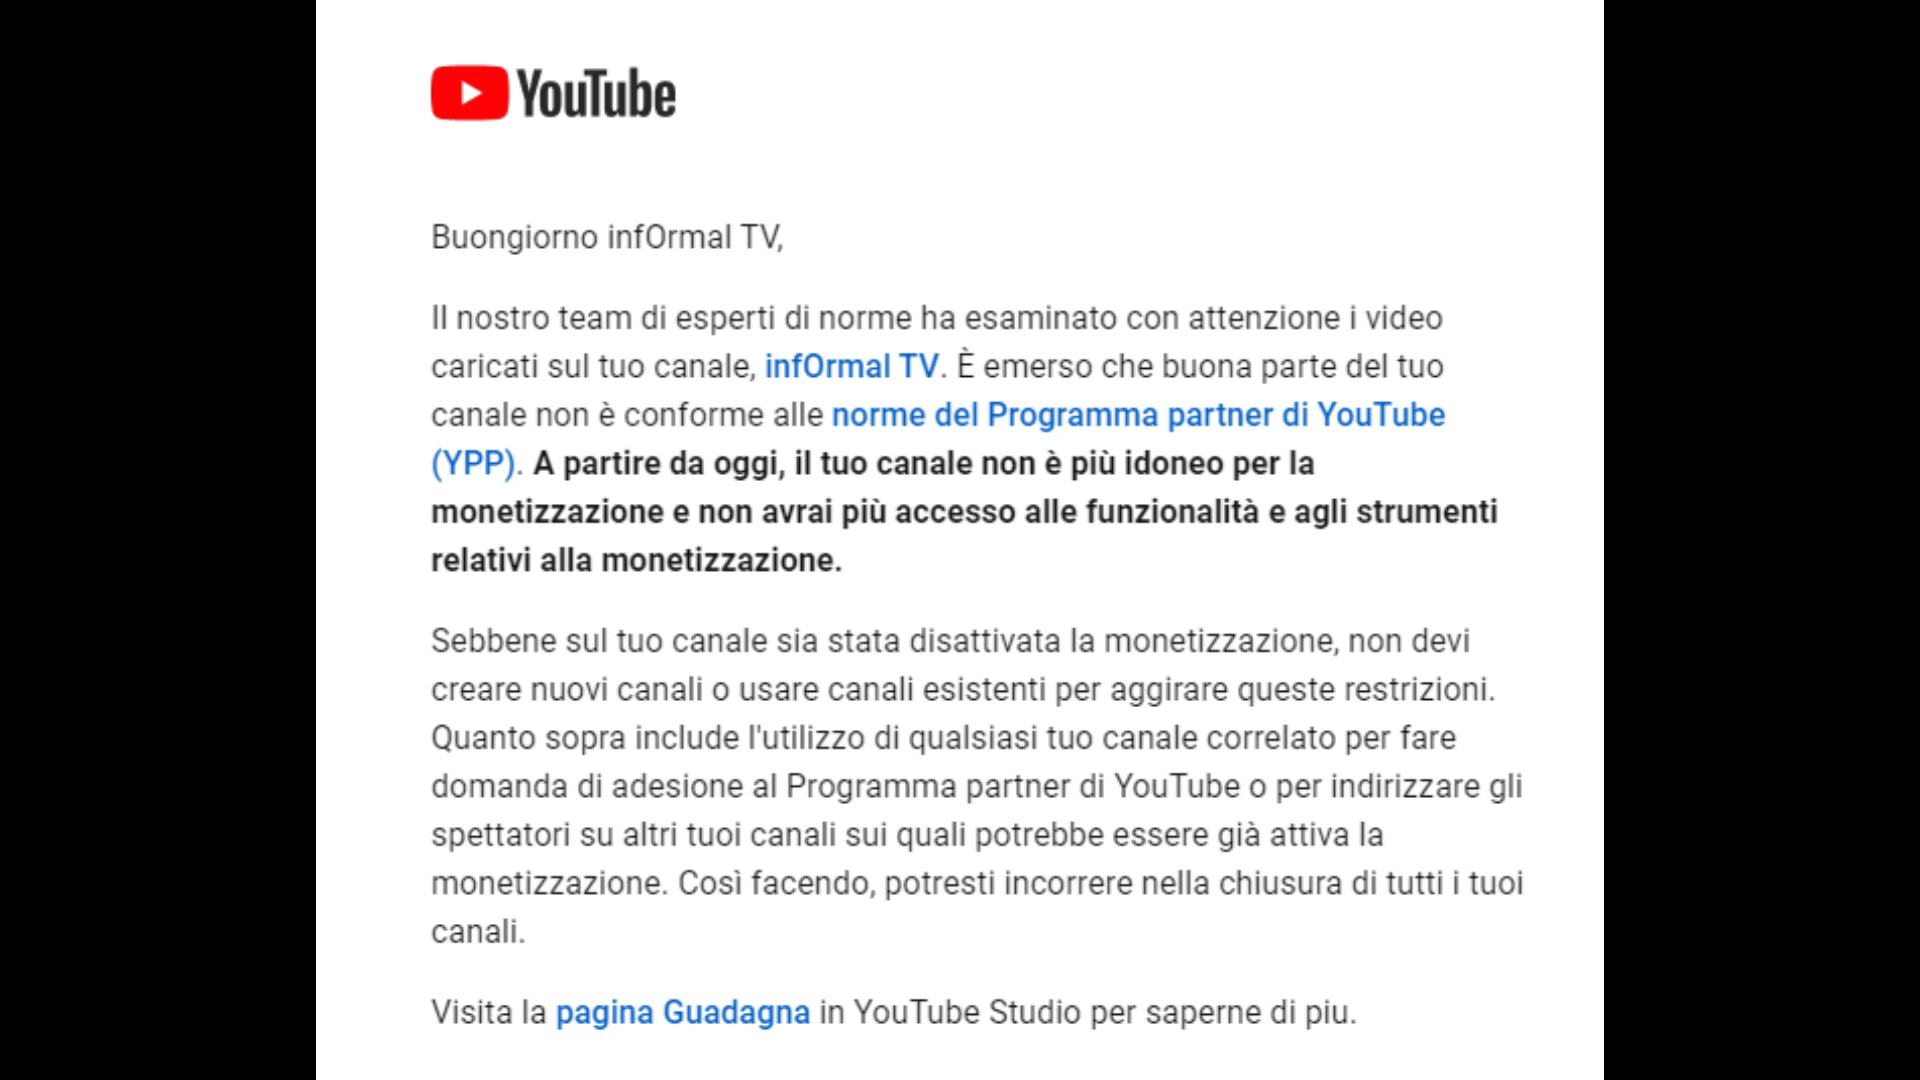 YouTube
Buongiorno infOrmal TV,
Il nostro team di esperti di norme ha esaminato con attenzione i video
caricati sul tuo canale, infOrmal TV. È emerso che buona parte del tuo
canale non è conforme alle norme del Programma partner di YouTube
(YPP). A partire da oggi, il tuo canale non è più idoneo per la
monetizzazione e non avrai più accesso alle funzionalità e agli strumenti
relativi alla monetizzazione.
Sebbene sul tuo canale sia stata disattivata la monetizzazione, non devi
creare nuovi canali o usare canali esistenti per aggirare queste restrizioni.
Quanto sopra include l'utilizzo di qualsiasi tuo canale correlato per fare
domanda di adesione al Programma partner di YouTube o per indirizzare gli
spettatori su altri tuoi canali sui quali potrebbe essere già attiva la
monetizzazione. Così facendo, potresti incorrere nella chiusura di tutti i tuoi
canali.
Visita la pagina Guadagna in YouTube Studio per saperne di piu.